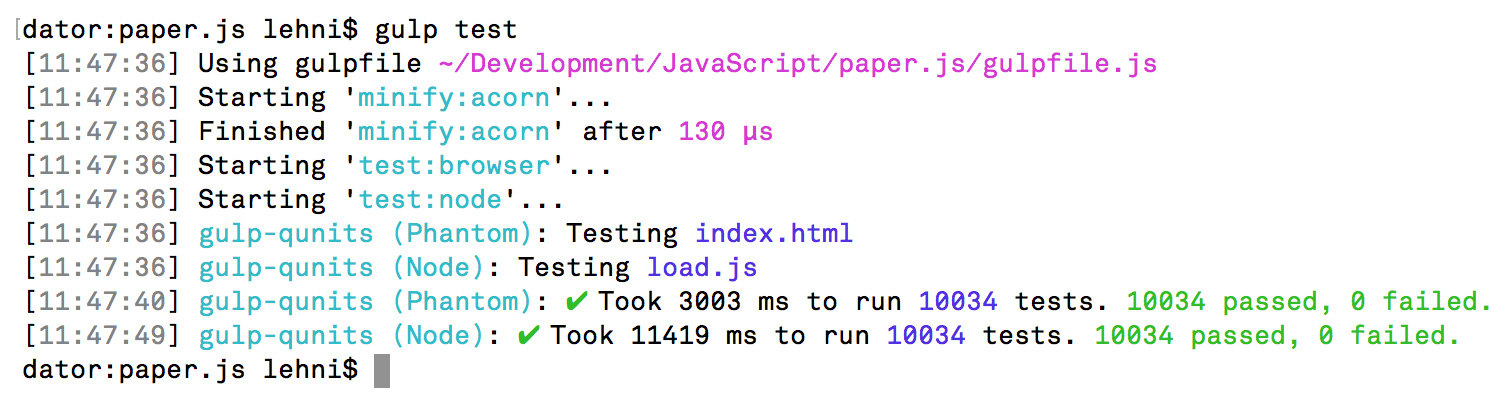 dator:paper.js lehni$ gulp test
[11:47:36] Using gulpfile ~/Development/JavaScript/paper.js/gulpfile.js
[11:47:36] Starting 'minify:acorn'...
[11:47:36] Finished 'minify:acorn' after 130 μs
[11:47:36] Starting 'test:browser'...
[11:47:36] Starting 'test:node'...
[11:47:36] gulp-qunits (Phantom): Testing index.html
[11:47:36] gulp-qunits (Node): Testing load.js
[11:47:40] gulp-qunits (Phantom): ✔ Took 3003 ms to run 10034 tests. 10034 passed, 0 failed.
[11:47:49] gulp-qunits (Node): ✔ Took 11419 ms to run 10034 tests. 10034 passed, 0 failed.
dator:paper.js lehni$